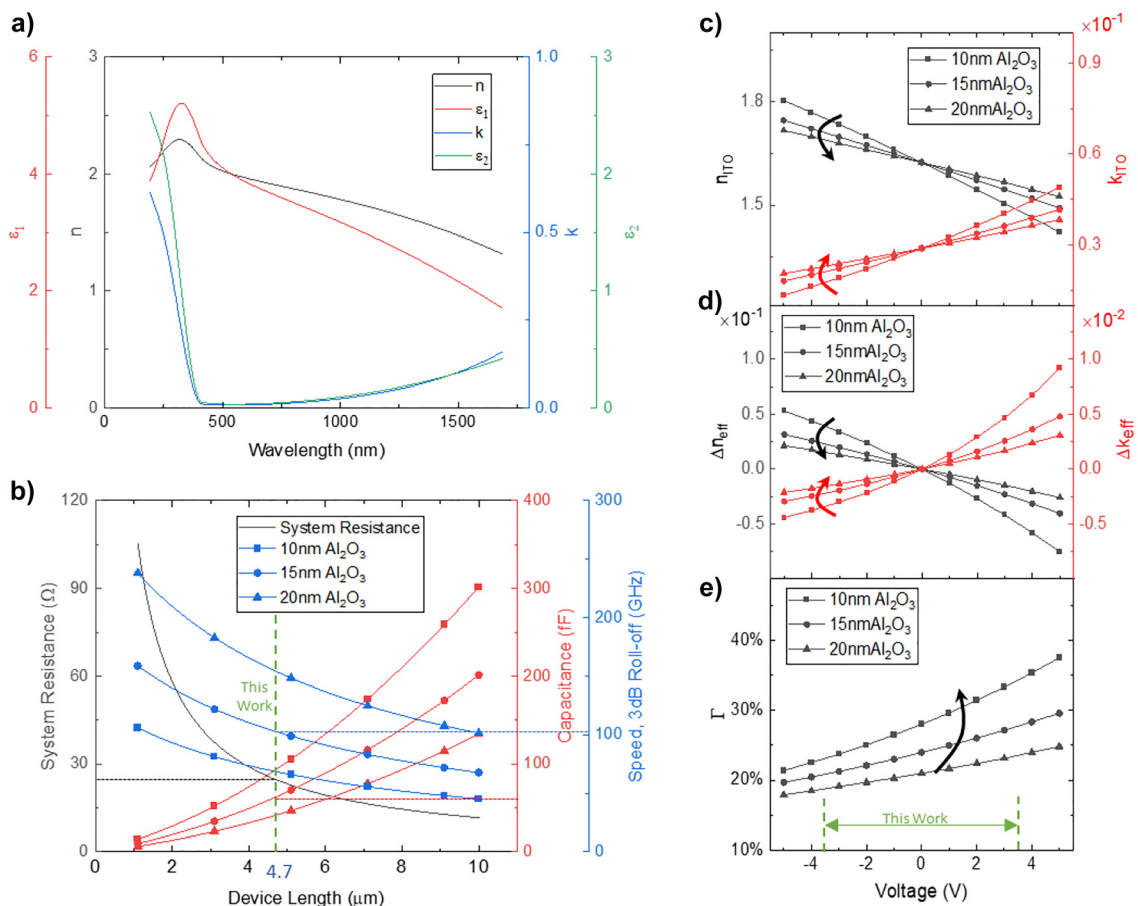 a)
6
4
2
0
ε1
3
2
1
0
n
n
ε1
k
ε2
1.0
0.5
0.0
k
3
2
1
0
ε2
0
500
1000
1500
Wavelength (nm)
b)
120
90
60
30
0
System Resistance (Ω)
System Resistance
10nm Al2O3
15nm Al2O3
20nm Al2O3
This
Work
400
300
200
100
0
Capacitance (fF)
300
200
100
0
Speed, 3dB Roll-off (GHz)
0
2
4
4.7
6
8
10
Device Length (μm)
c)
1.8
1.5
nITO
10nm Al2O3
15nmAl2O3
20nmAl2O3
×10-1
0.9
0.6
0.3
kITO
d)
×10-1
1.0
0.5
0.0
-0.5
Δneff
10nm Al2O3
15nmAl2O3
20nmAl2O3
×10-2
1.0
0.5
0.0
-0.5
Δkeff
e)
40%
30%
20%
10%
Γ
10nm Al2O3
15nmAl2O3
20nmAl2O3
This Work
-4
-2
0
2
4
Voltage (V)